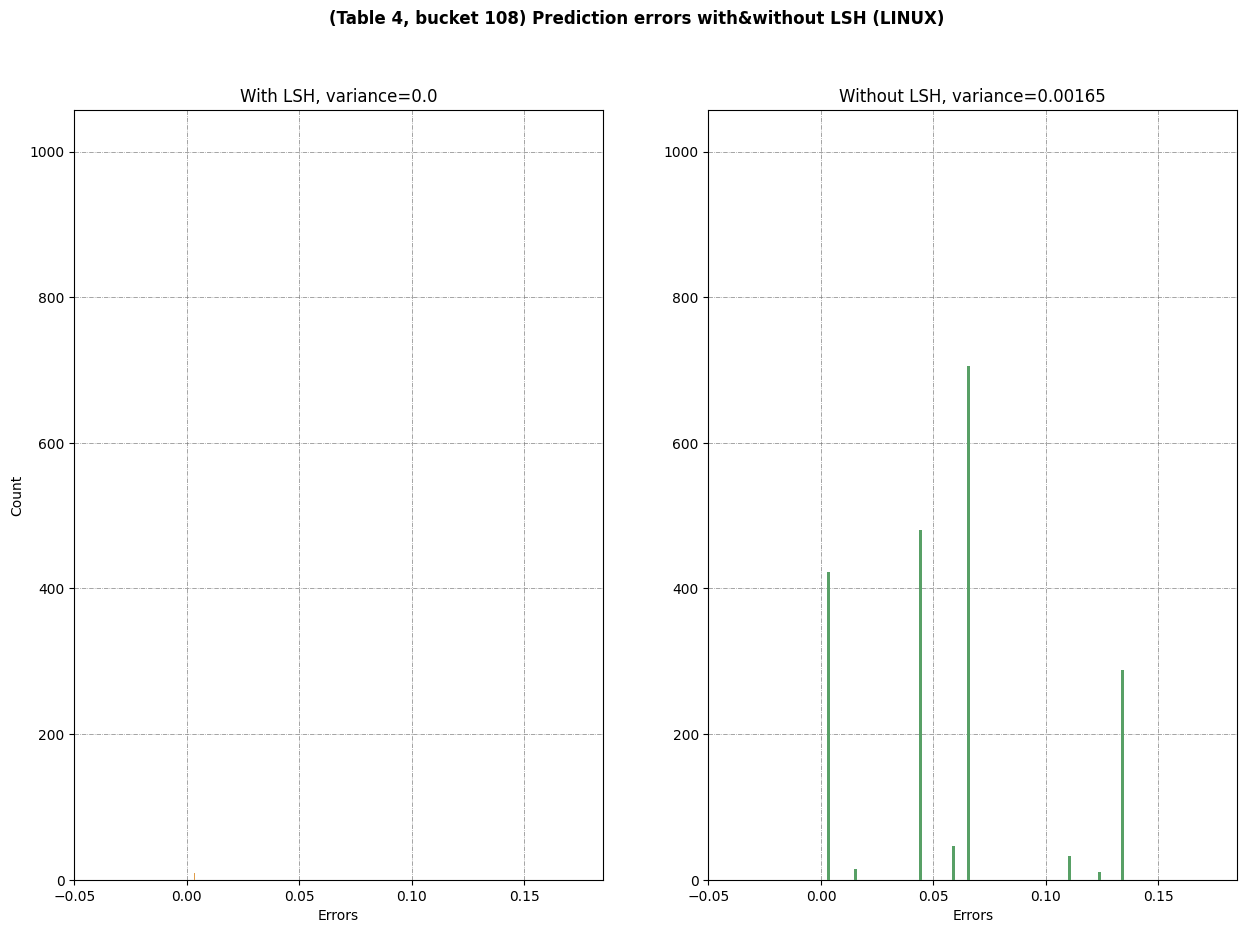 (Table 4, bucket 108) Prediction errors with&without LSH (LINUX)
With LSH, variance=0.0
1000
800
600
400
200
0
Count
−0.05 0.00 0.05 0.10 0.15
Errors
Without LSH, variance=0.00165
1000
800
600
400
200
0
−0.05 0.00 0.05 0.10 0.15
Errors